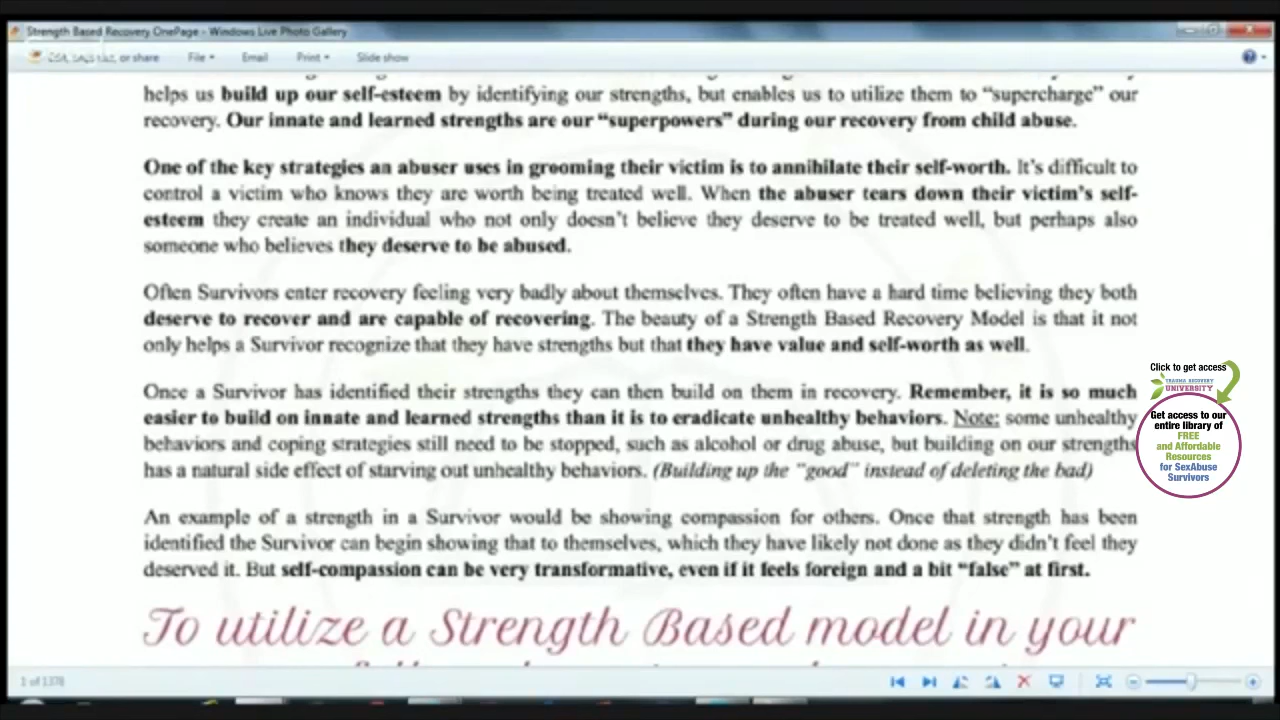 Strength Based Recovery OnePage - Windows Live Photo Gallery
or share File Email Print Slide show
helps us build up our self-esteem by identifying our strengths, but enables us to utilize them to “supercharge” our
recovery. Our innate and learned strengths are our “superpowers” during our recovery from child abuse.
One of the key strategies an abuser uses in grooming their victim is to annihilate their self-worth. It’s difficult to
control a victim who knows they are worth being treated well. When the abuser tears down their victim’s self-
esteem they create an individual who not only doesn’t believe they deserve to be treated well, but perhaps also
someone who believes they deserve to be abused.
Often Survivors enter recovery feeling very badly about themselves. They often have a hard time believing they both
deserve to recover and are capable of recovering. The beauty of a Strength Based Recovery Model is that it not
only helps a Survivor recognize that they have strengths but that they have value and self-worth as well.
Once a Survivor has identified their strengths they can then build on them in recovery. Remember, it is so much
easier to build on innate and learned strengths than it is to eradicate unhealthy behaviors. Note: some unhealthy
behaviors and coping strategies still need to be stopped, such as alcohol or drug abuse, but building on our strengths
has a natural side effect of starving out unhealthy behaviors. (Building up the "good" instead of deleting the bad)
An example of a strength in a Survivor would be showing compassion for others. Once that strength has been
identified the Survivor can begin showing that to themselves, which they have likely not done as they didn’t feel they
deserved it. But self-compassion can be very transformative, even if it feels foreign and a bit “false” at first.
To utilize a Strength Based model in your
1 of 1378
Click to get access
TRAUMA RECOVERY
UNIVERSITY
Get access to our
entire library of
FREE
and Affordable
Resources
for SexAbuse
Survivors